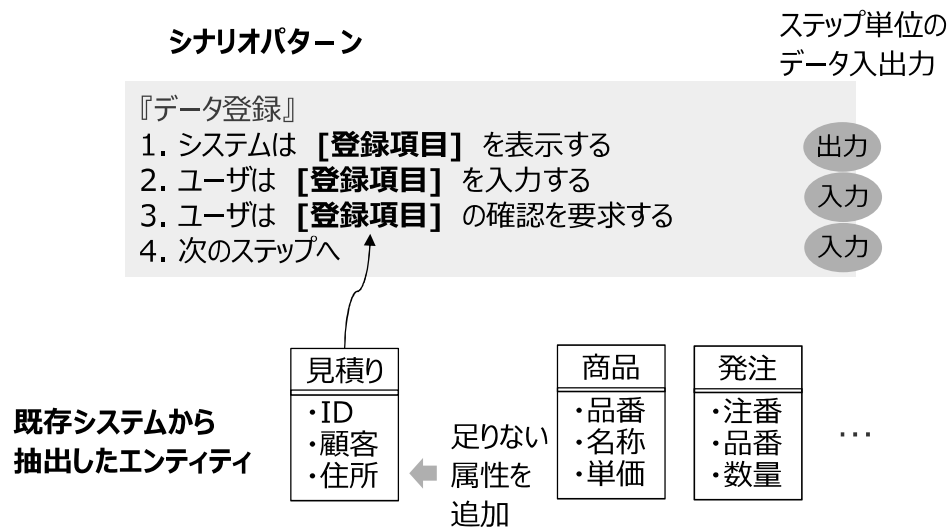 シナリオパターン
ステップ単位の
データ入出力
『データ登録』
1. システムは [登録項目] を表示する
出力
2. ユーザは [登録項目] を入力する
入力
3. ユーザは [登録項目] の確認を要求する
4. 次のステップへ
入力
既存システムから
抽出したエンティティ
見積り
・ID
・顧客
・住所
足りない
属性を
追加
商品
・品番
・名称
・単価
発注
・注番
・品番
・数量
…